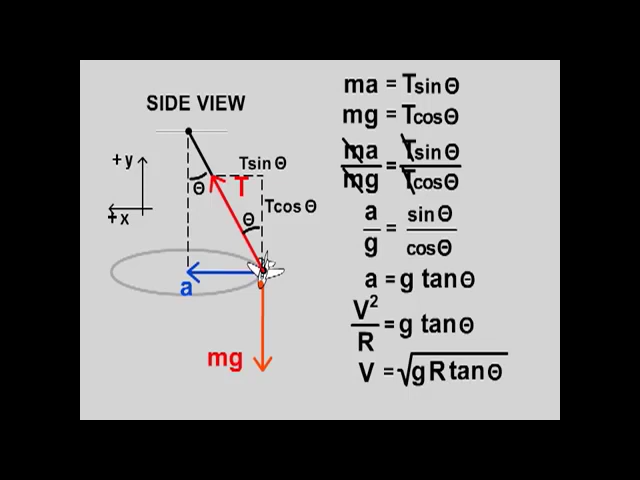 SIDE VIEW
+y
+x
Θ
T
Tsin Θ
Tcos Θ
Θ
a
mg
ma = Tsin Θ
mg = Tcos Θ
ma/mg = Tsin Θ/Tcos Θ
a/g = sin Θ/cos Θ
a = g tan Θ
V²/R = g tan Θ
V = √g R tan Θ